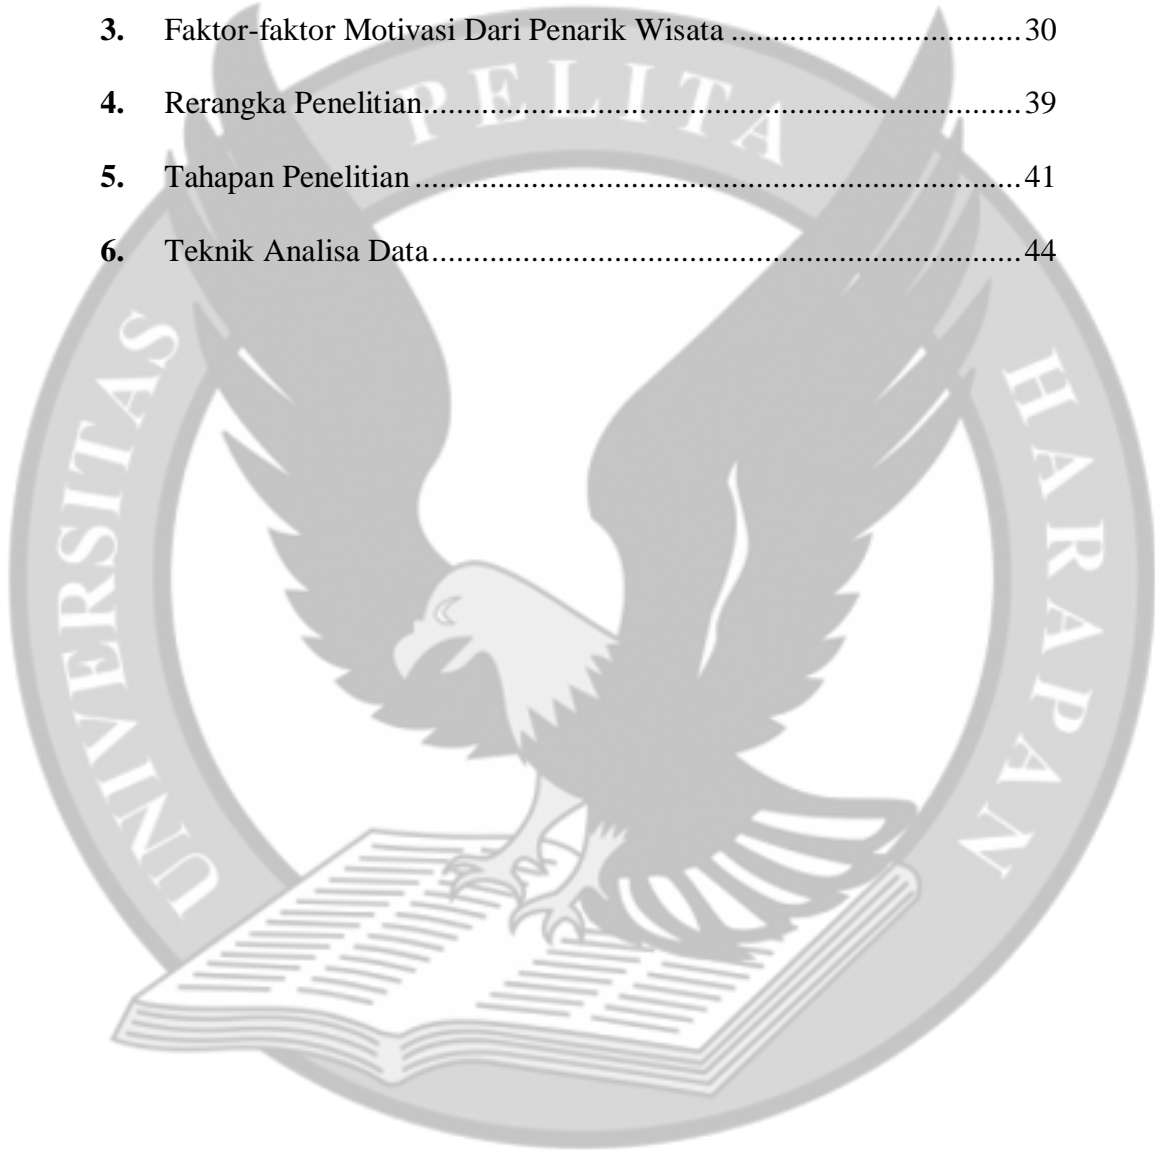 3. Faktor-faktor Motivasi Dari Penarik Wisata ................................... 30
4. Rerangka Penelitian.......................................................................... 39
5. Tahapan Penelitian ........................................................................... 41
6. Teknik Analisa Data.......................................................................... 44
UNIVERSITAS PELITA HARAPAN